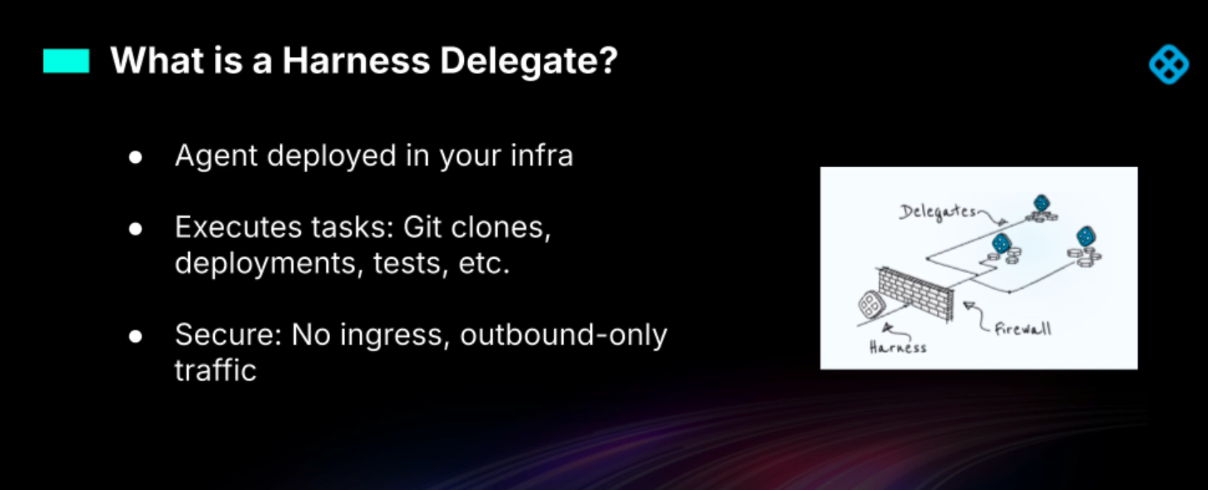 What is a Harness Delegate?
● Agent deployed in your infra
● Executes tasks: Git clones,
deployments, tests, etc.
● Secure: No ingress, outbound-only
traffic
Delegates
Firewall
Harness